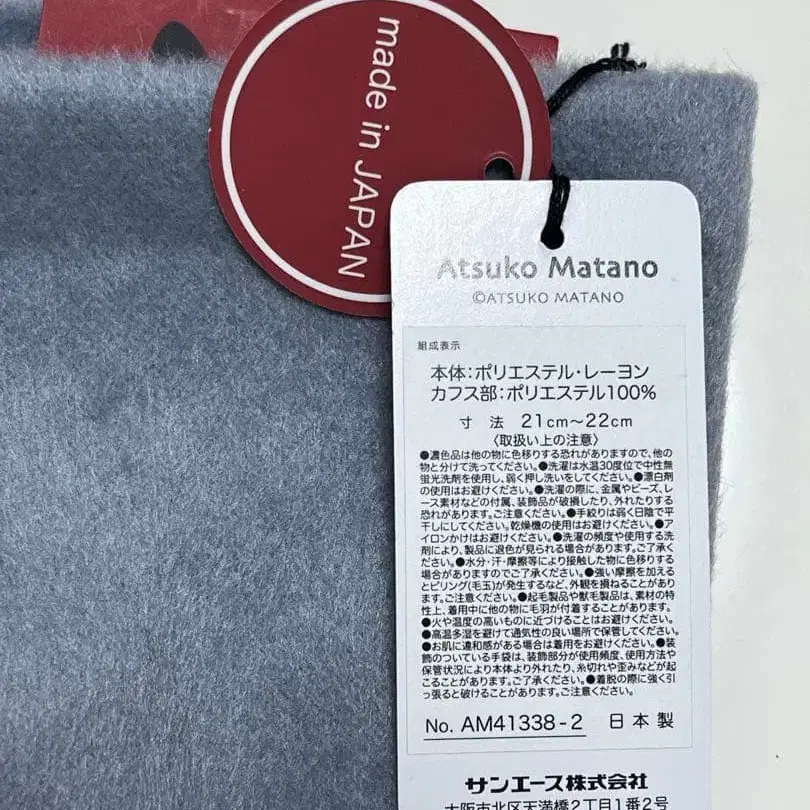 made in JAPAN
Atsuko Matano
©ATSUKO MATANO
組成表示
本体:ポリエステル・レーヨン
カフス部:ポリエステル100%
寸 法 21cm～22cm
〈取扱い上の注意〉
●濃色品は他の物に色移りする恐れがありますので、他の
物と分けて洗ってください。●洗濯は水温30度位で中性無
蛍光洗剤を使用し、弱く押し洗いをしてください。●漂白剤
の使用はお避けください。●洗濯の際に、金属やビーズ、レ
ース素材などの付属、装飾品が破損したり、外れたりする
恐れがあります。ご注意ください。●手絞りは弱く日陰で平
干しにしてください。乾燥機の使用はお避けください。●ア
イロンかけはお避けください。●洗濯の頻度や使用する洗
剤により、製品に退色が見られる場合があります。ご了承くだ
さい。●水分・汗・摩擦等により接触した物に色移りする
場合がありますのでご了承ください。●強い摩擦を加える
とピリング(毛玉)が発生するなど、外観を損ねることがあり
ます。ご注意ください。●起毛製品や獣毛製品は、素材の特
性上、着用中に他の物に毛羽が付着することがあります。
●火や温度の高いものに近づけることはお避けください。
●高温多湿を避けて通気性の良い場所で保管してください。
●お肌に違和感がある場合は着用をお避けください。●装
飾のついている手袋は、装飾部分が使用頻度、使用方法や
保管状況により本体より外れたり、糸切れや歪みなどが起
こることがあります。ご了承ください。●着脱の際に強く引
っ張ると破けることがあります。ご注意ください。
No. AM41338-2 日本製
サンエース株式会社
大阪市北区天満橋2丁目1番2号